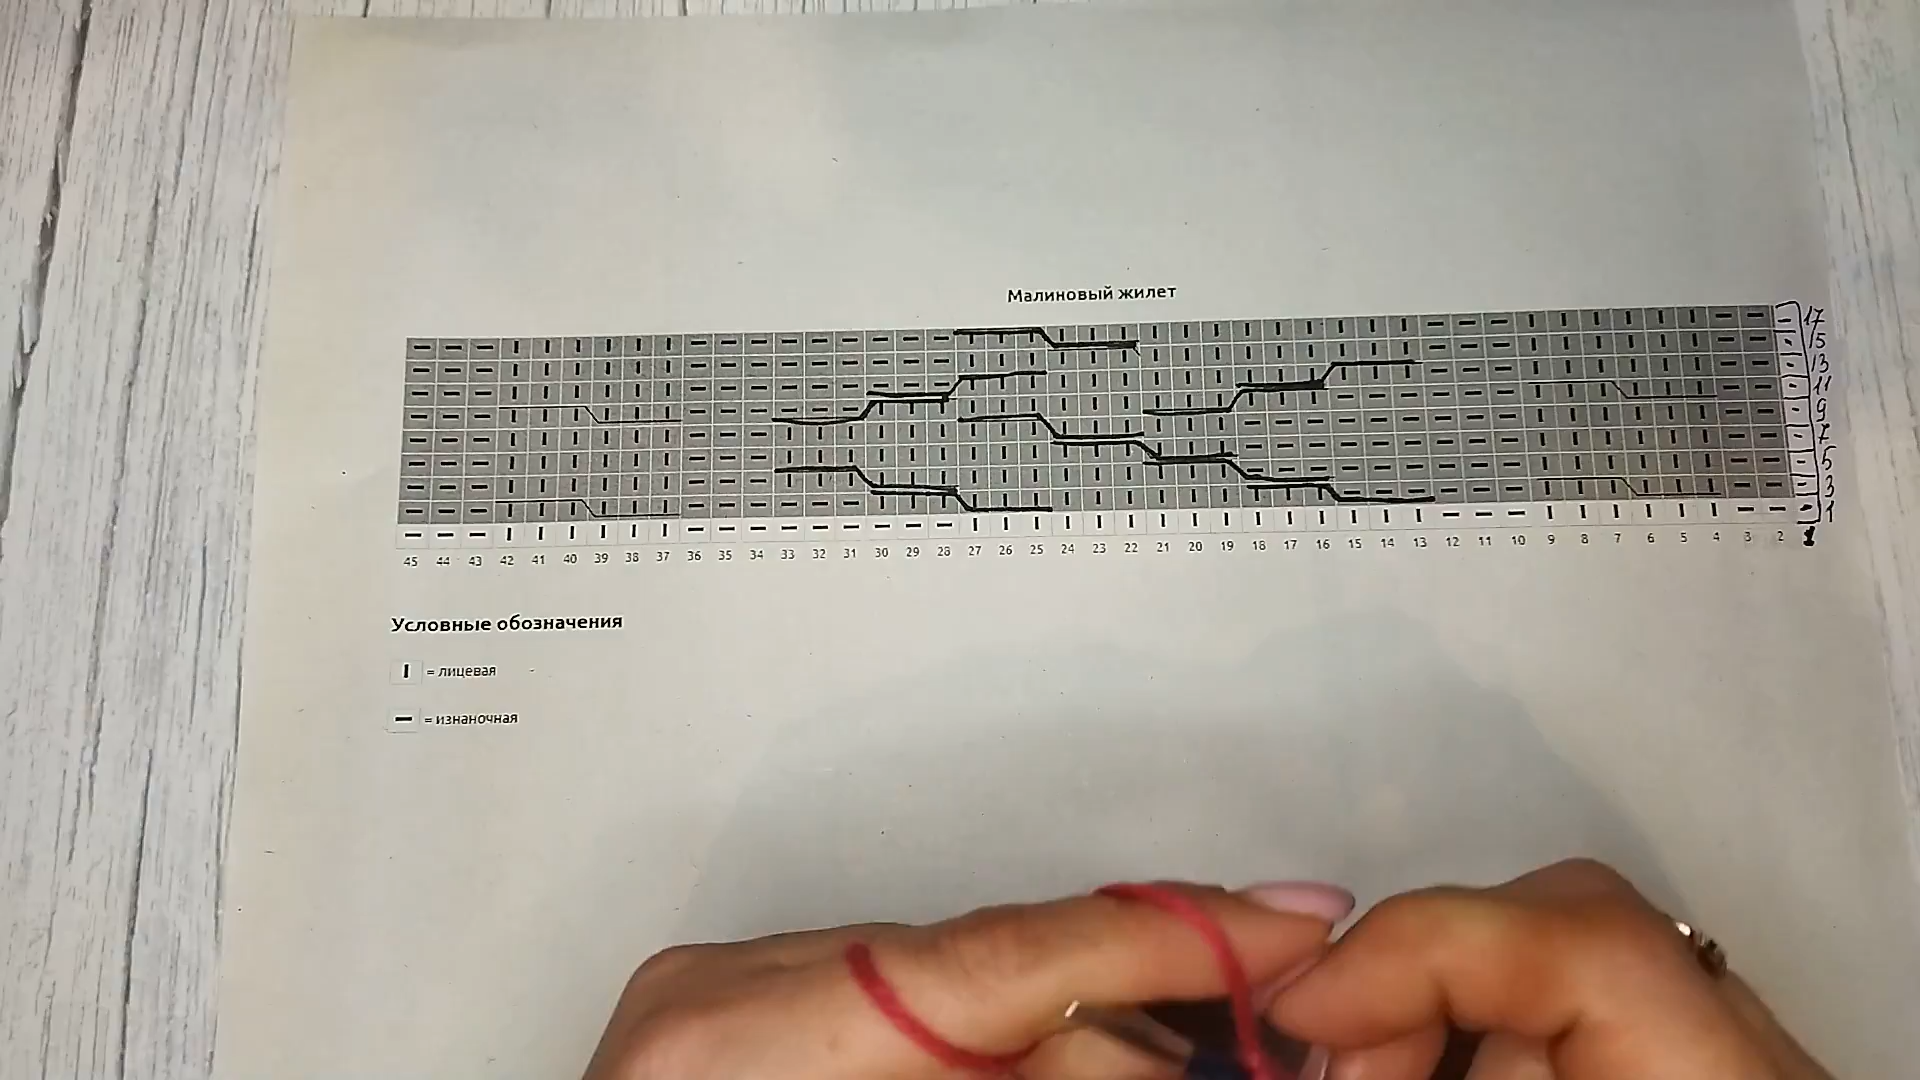 Малиновый жилет
17
15
13
11
9
7
5
3
1
45 44 43 42 41 40 39 38 37 36 35 34 33 32 31 30 29 28 27 26 25 24 23 22 21 20 19 18 17 16 15 14 13 12 11 10 9 8 7 6 5 4 3 2 1
Условные обозначения
= лицевая
= изнаночная